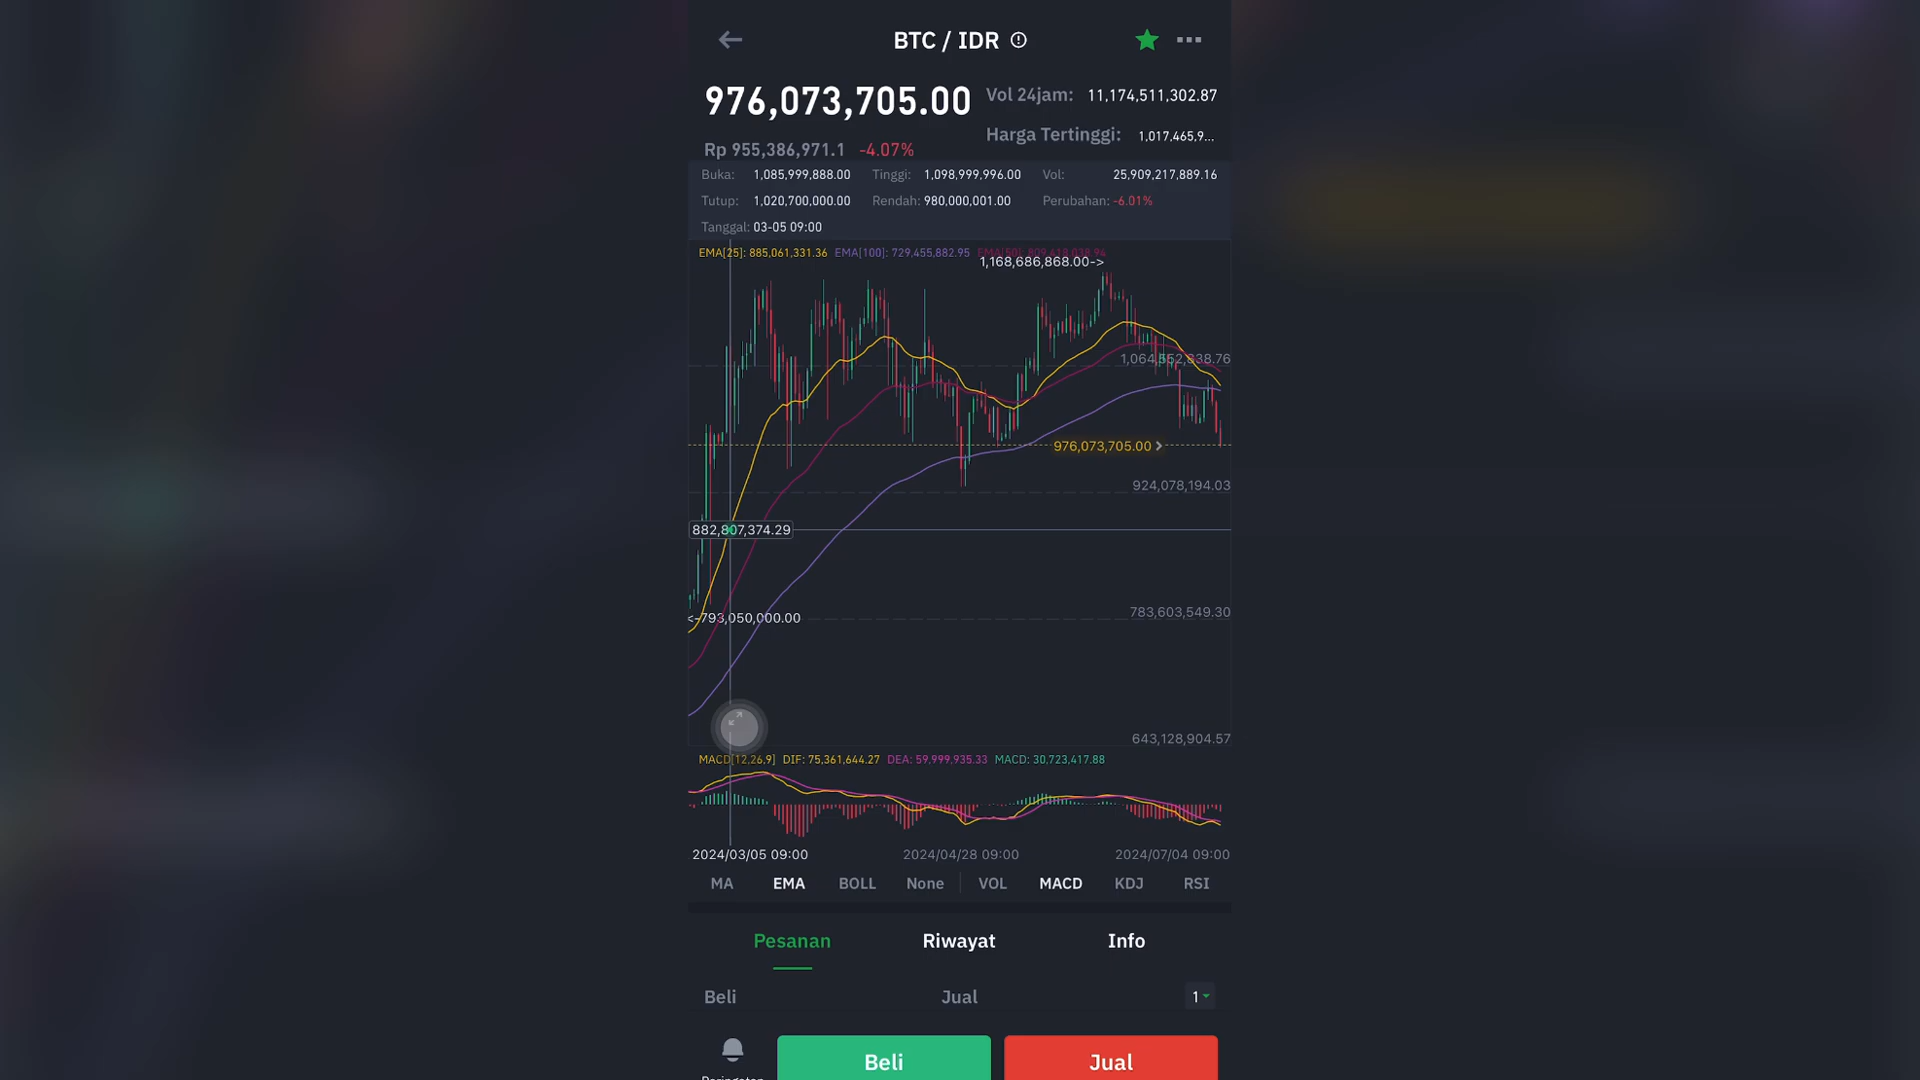 BTC / IDR
976,073,705.00
Vol 24jam: 11,174,511,302.87
Harga Tertinggi: 1,017,465,9...
Rp 955,386,971.1 -4.07%
Buka: 1,085,999,888.00 Tinggi: 1,098,999,996.00 Vol: 25,909,217,889.16
Tutup: 1,020,700,000.00 Rendah: 980,000,001.00 Perubahan: -6.01%
Tanggal: 03-05 09:00
EMA[25]: 885,061,331.36 EMA[100]: 729,455,882.95
1,168,686,868.00->
1,064,552,838.76
976,073,705.00 >
924,078,194.03
882,807,374.29
783,603,549.30
<-793,050,000.00
643,128,904.57
MACD[12,26,9] DIF: 75,361,644.27 DEA: 59,999,935.33 MACD: 30,723,417.88
2024/03/05 09:00 2024/04/28 09:00 2024/07/04 09:00
MA EMA BOLL None VOL MACD KDJ RSI
Pesanan Riwayat Info
Beli Jual 1
Beli Jual